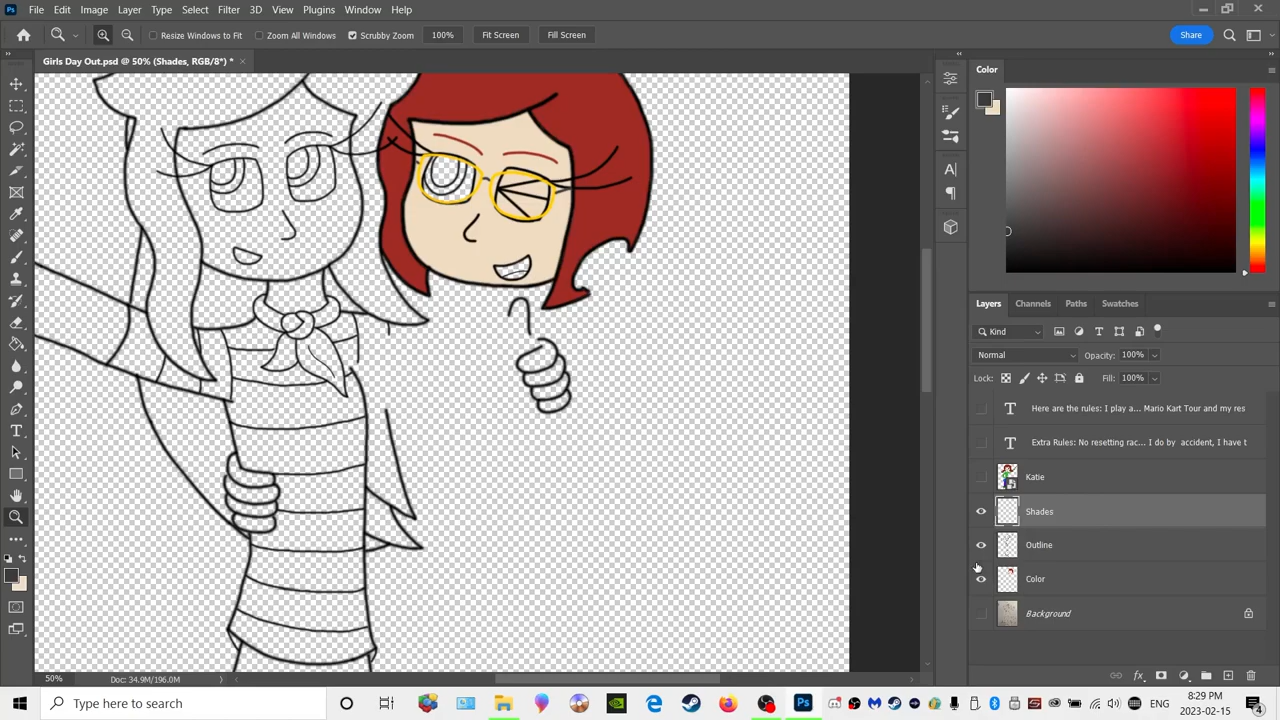 Ps File Edit Image Layer Type Select Filter 3D View Plugins Window Help
Resize Windows to Fit All Windows Scrubby Zoom 100% Fit Screen Fill Screen Share
Girls Day Out.psd @ 50% (Shades, RGB/8*) *
Color
Layers Channels Paths Swatches
Kind
Normal Opacity: 100%
Lock: Fill: 100%
T Here are the rules: I play a... Mario Kart Tour and my res
T Extra Rules: No resetting rac... I do by accident, I have t
Katie
Shades
Outline
Color
Background
50% Doc: 34.9M/196.0M
Type here to search
Ps
ENG
8:29 PM
2023-02-15
4